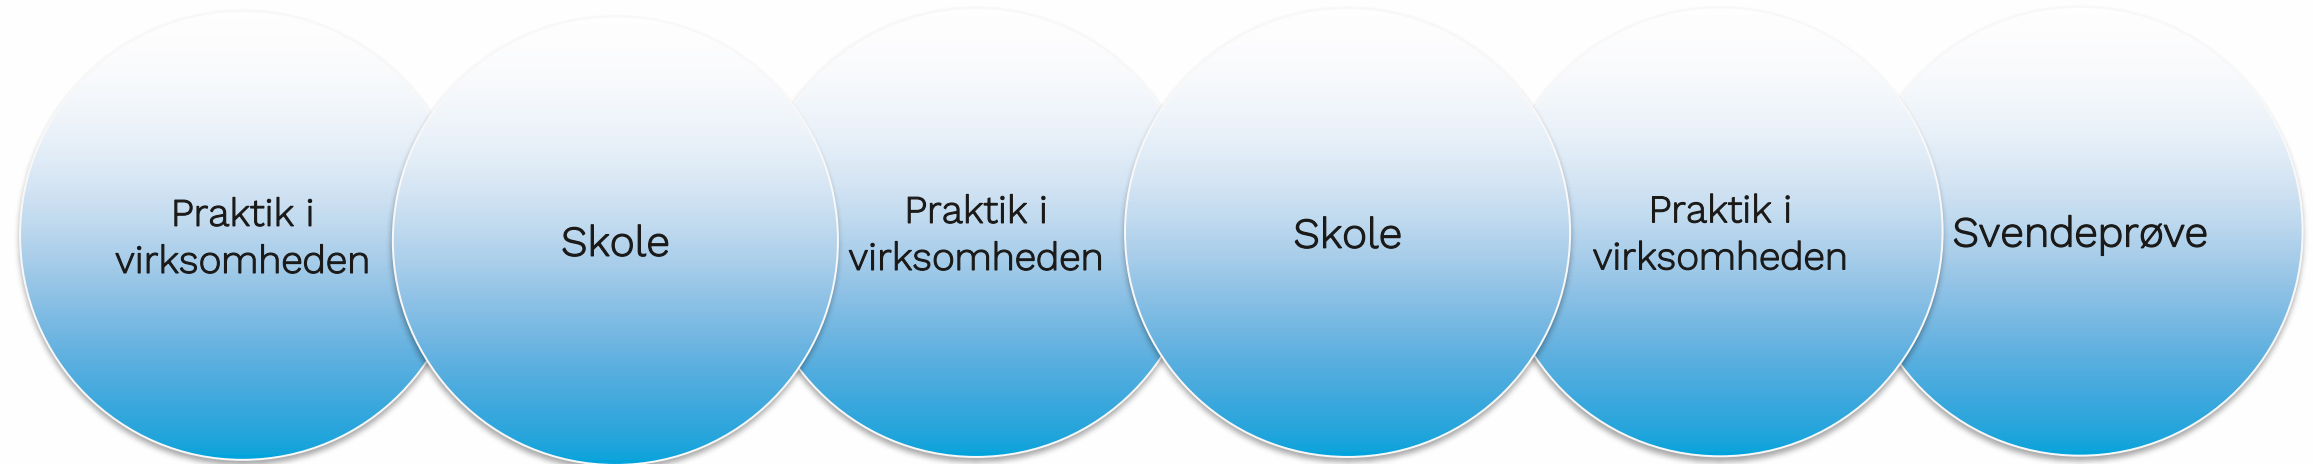 Praktik i
virksomheden
Skole
Praktik i
virksomheden
Skole
Praktik i
virksomheden
Svendeprøve